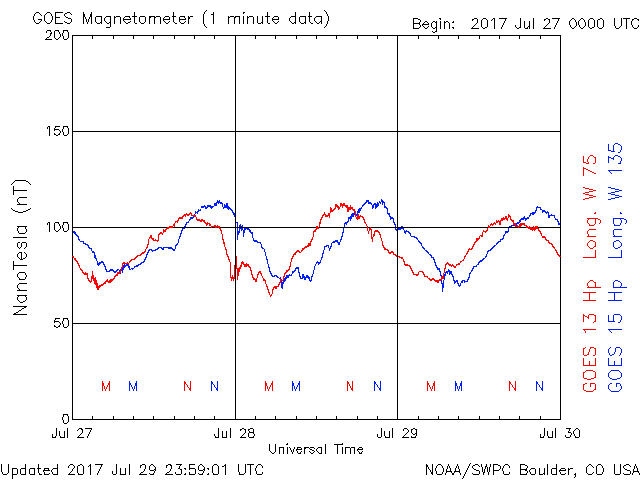 GOES Magnetometer (1 minute data)
Begin: 2017 Jul 27 0000 UTC
200
150
100
50
0
NanoTesla (nT)
M M N N M M N N M M N N
Jul 27 Jul 28 Jul 29 Jul 30
Universal Time
GOES 13 Hp Long. W 75
GOES 15 Hp Long. W 135
Updated 2017 Jul 29 23:59:01 UTC
NOAA/SWPC Boulder, CO USA